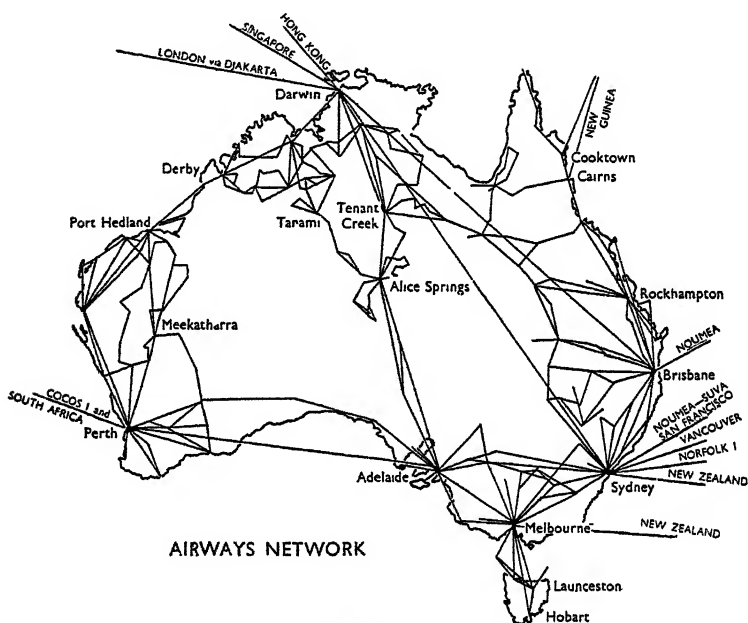 HONG KONG
SINGAPORE
LONDON via DJAKARTA
Darwin
NEW
GUINEA
Cooktown
Cairns
Derby
Port Hedland
Tarami
Tenant
Creek
Alice Springs
Rockhampton
Meekatharra
NOUMEA
Brisbane
COCOS I and
SOUTH AFRICA
Perth
NOUMEA—SUVA
SAN FRANCISCO
VANCOUVER
NORFOLK I
NEW ZEALAND
Adelaide
Sydney
Melbourne
NEW ZEALAND
AIRWAYS NETWORK
Launceston
Hobart